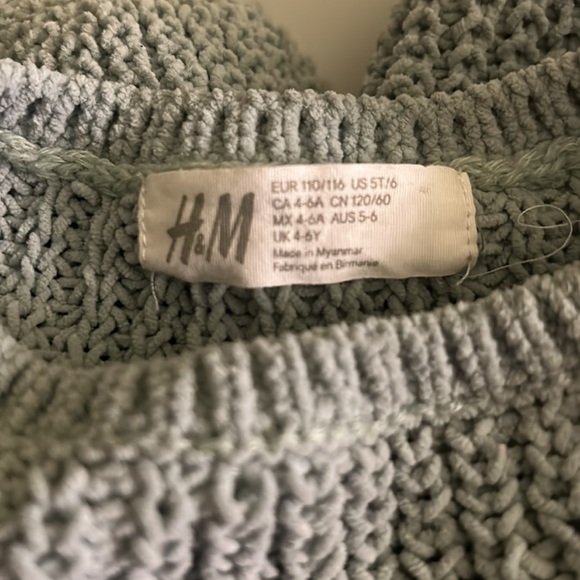 H&M
EUR 110/116 US 5T/6
CA 4-6A CN 120/60
MX 4-6A AUS 5-6
UK 4-6Y
Made in Myanmar
Fabriqué en Birmanie